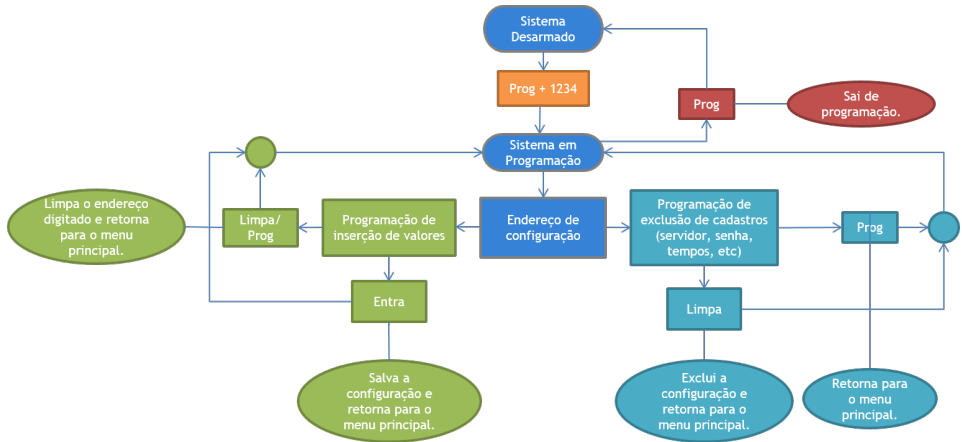 Sistema
Desarmado
Prog + 1234
Prog
Sai de
programação.
Sistema em
Programação
Limpa o endereço
digitado e retorna
para o menu
principal.
Limpa/
Prog
Programação de
inserção de valores
Endereço de
configuração
Programação de
exclusão de cadastros
(servidor, senha,
tempos, etc)
Prog
Entra
Limpa
Salva a
configuração e
retorna para o
menu principal.
Exclui a
configuração e
retorna para o
menu principal.
Retorna para
o menu
principal.